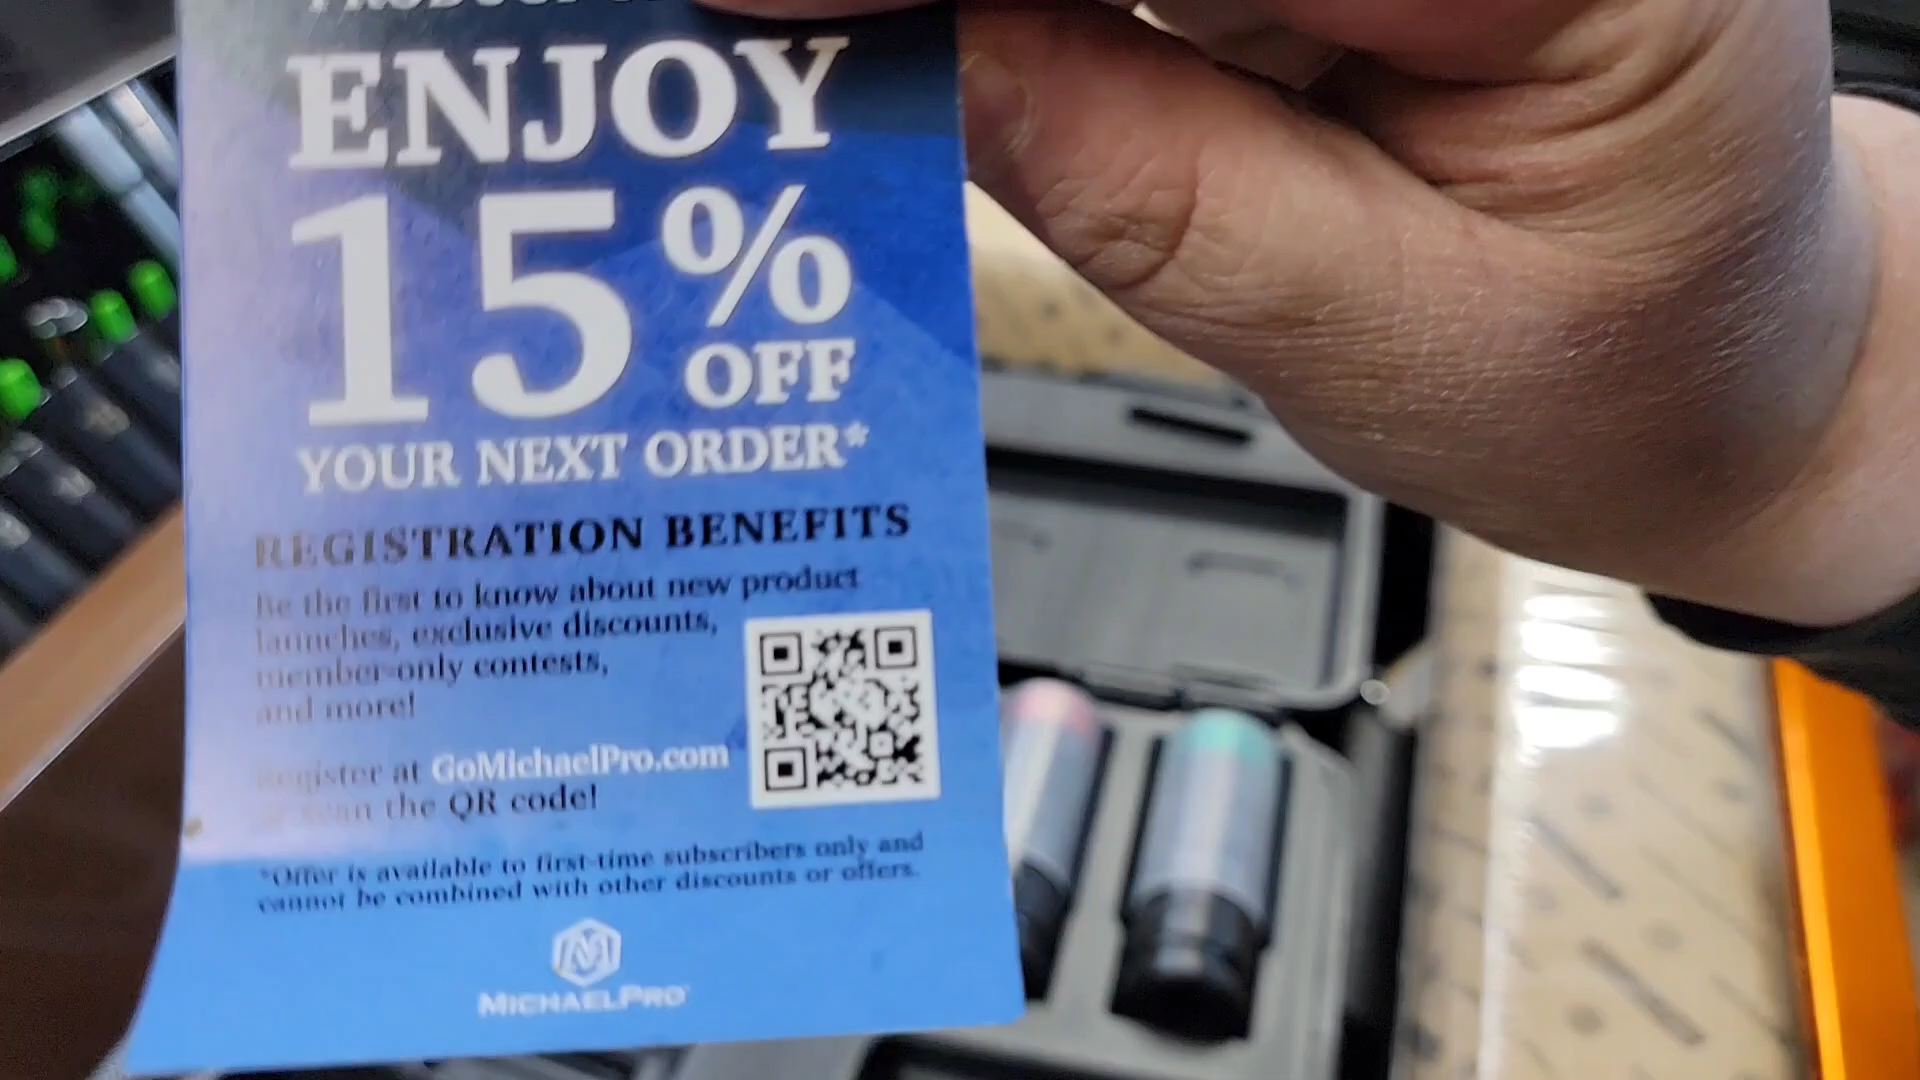 ENJOY
15% OFF
YOUR NEXT ORDER*
REGISTRATION BENEFITS
Be the first to know about new product
launches, exclusive discounts,
member-only contests,
and more!
Register at GoMichaelPro.com
or scan the QR code!
*Offer is available to first-time subscribers only and
cannot be combined with other discounts or offers.
MICHAELPRO